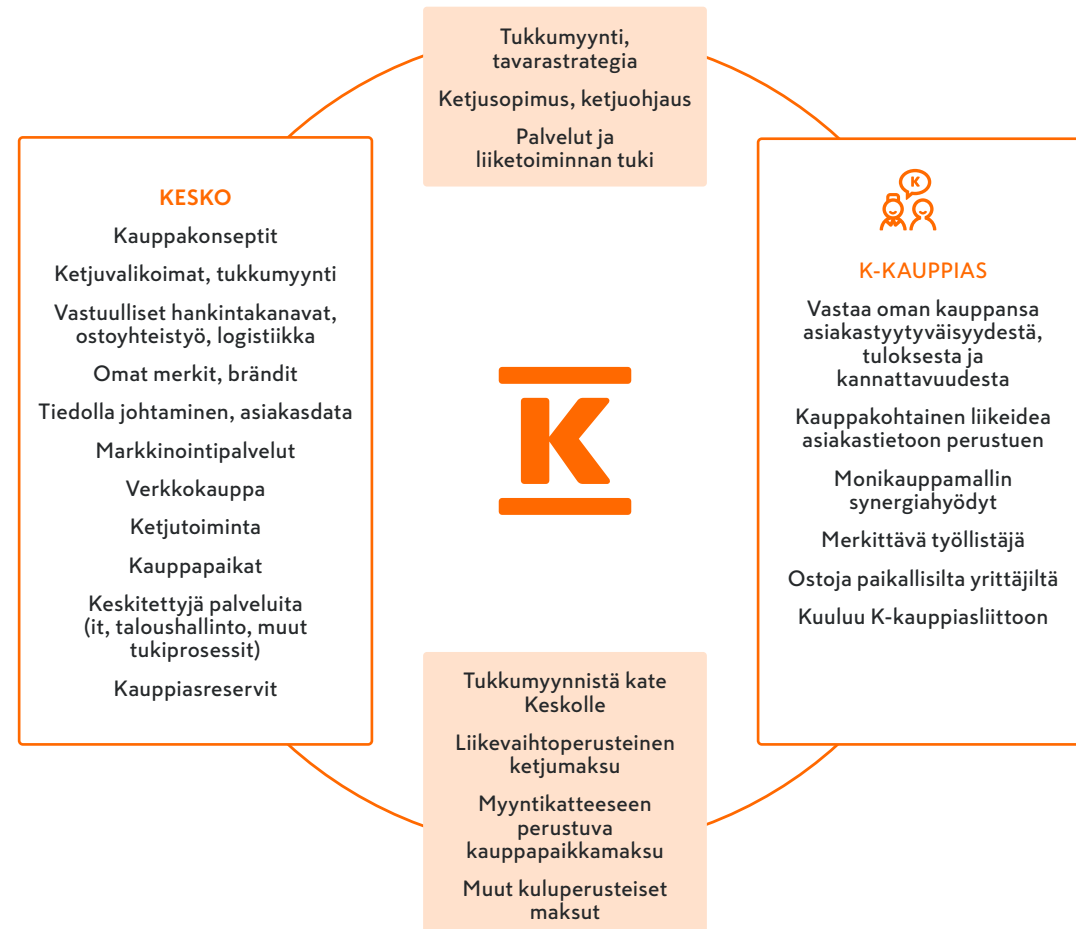 Tukkumyynti,
tavarastrategia
Ketjusopimus, ketjuohjaus
Palvelut ja
liiketoiminnan tuki
KESKO
Kauppakonseptit
Ketjuvalikoimat, tukkumyynti
Vastuulliset hankintakanavat,
ostoyhteistyö, logistiikka
Omat merkit, brändit
Tiedolla johtaminen, asiakasdata
Markkinointipalvelut
Verkkokauppa
Ketjutoiminta
Kauppapaikat
Keskitettyjä palveluita
(it, taloushallinto, muut
tukiprosessit)
Kauppiasreservit
K
K
K-KAUPPIAS
Vastaa oman kauppansa
asiakastyytyväisyydestä,
tuloksesta ja
kannattavuudesta
Kauppakohtainen liikeidea
asiakastietoon perustuen
Monikauppamallin
synergiahyödyt
Merkittävä työllistäjä
Ostoja paikallisilta yrittäjiltä
Kuuluu K-kauppiasliittoon
Tukkumyynnistä kate
Keskolle
Liikevaihtoperusteinen
ketjumaksu
Myyntikatteeseen
perustuva
kauppapaikkamaksu
Muut kuluperusteiset
maksut